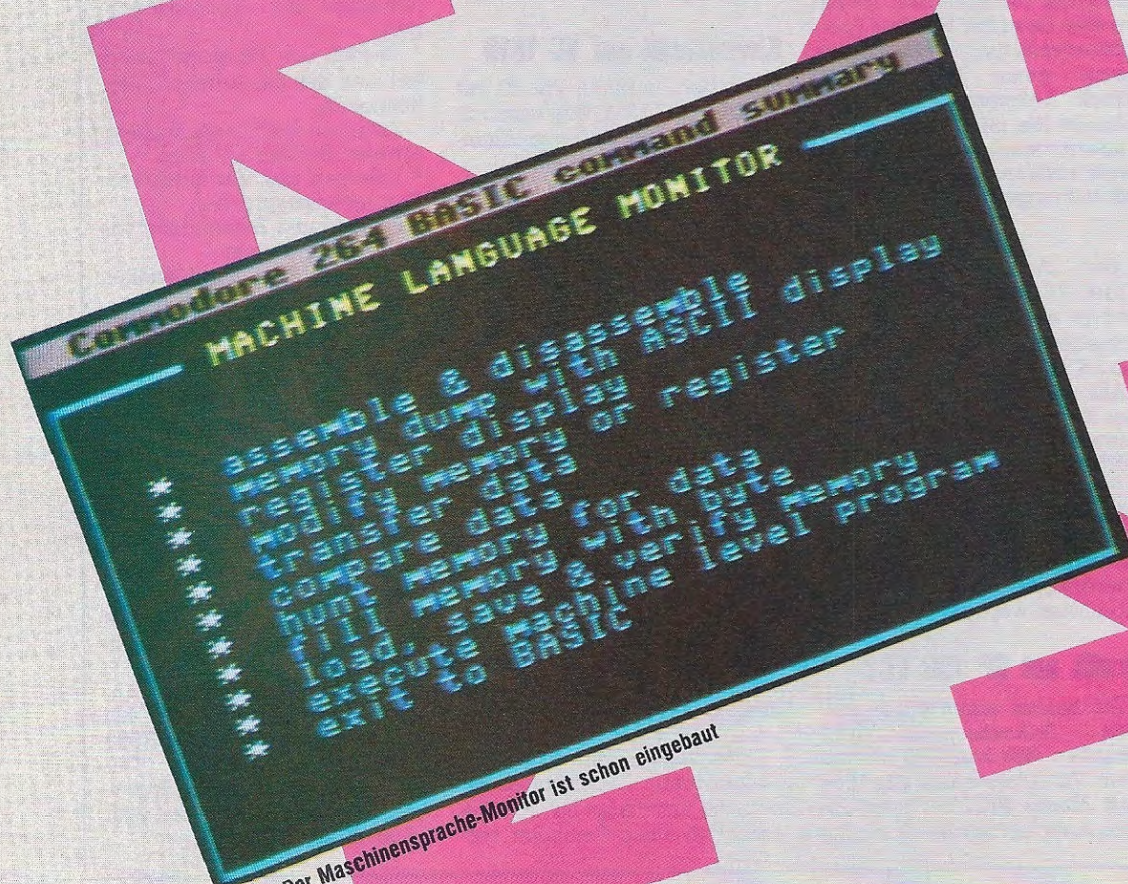 Commodore 264 BASIC command summary
MACHINE LANGUAGE MONITOR
* assemble & disassemble
* memory dump with ASCII display
* register display
* modify memory or register
* transfer data
* compare data
* hunt memory for data
* fill memory with byte
* load, save & verify memory
* execute machine level program
* exit to BASIC
Der Maschinensprache-Monitor ist schon eingebaut